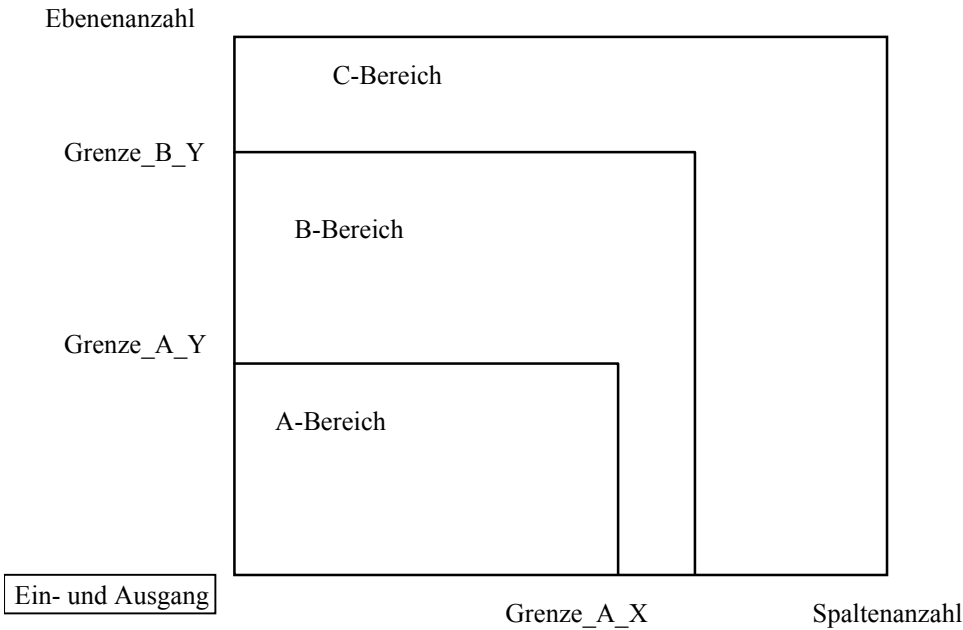 Ebenenanzahl
C-Bereich
Grenze_B_Y
B-Bereich
Grenze_A_Y
A-Bereich
Ein- und Ausgang
Grenze_A_X
Spaltenanzahl